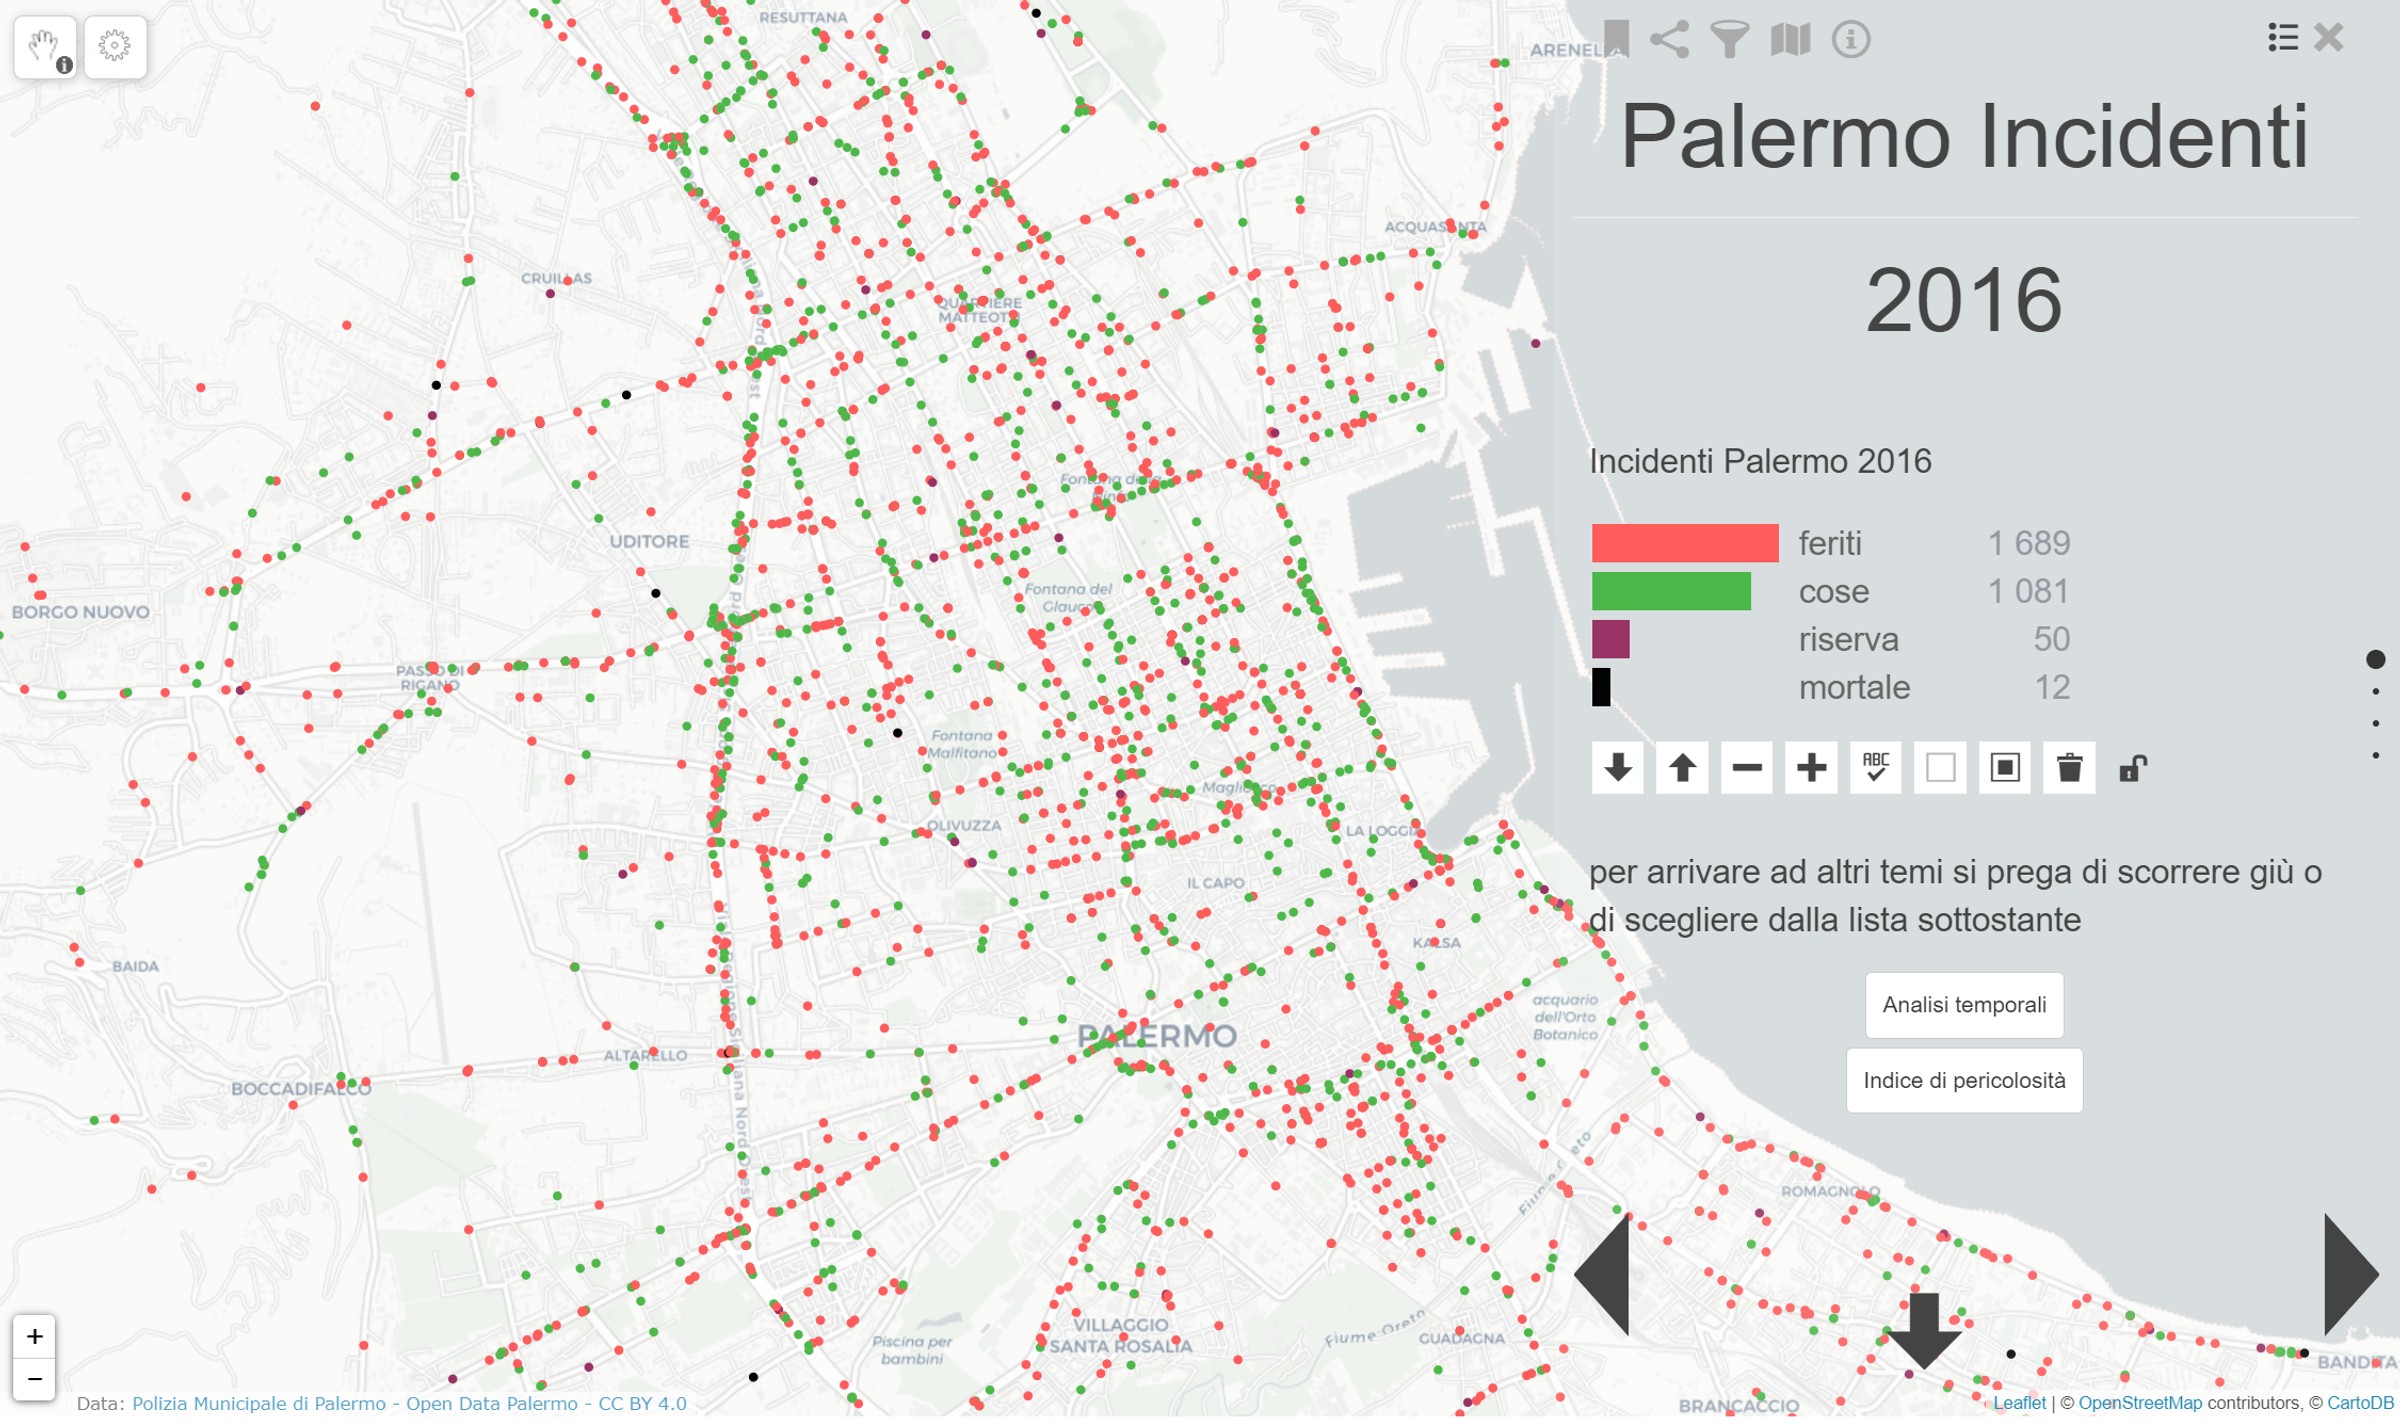 RESUTTANA
ARENELLA
Palermo Incidenti
2016
ACQUASANTA
CRUILLAS
QUARTIERE
MATTEOTTI
Incidenti Palermo 2016
feriti 1 689
cose 1 081
riserva 50
mortale 12
ABC
UDITORE
Fontana del
Glauco
BORGO NUOVO
PASSO DI
RIGANO
Fontana
Malfitano
OLIVUZZA
LA LOGGIA
IL CAPO
per arrivare ad altri temi si prega di scorrere giù o
di scegliere dalla lista sottostante
KALSA
BAIDA
Analisi temporali
acquario
dell'Orto
Botanico
PALERMO
ALTARELLO
BOCCADIFALCO
Indice di pericolosità
Fiume Oreto
ROMAGNOLO
VILLAGGIO
SANTA ROSALIA
Piscina per
bambini
Fiume Oreto
GUADAGNA
BANDITA
BRANCACCIO
+
−
Data: Polizia Municipale di Palermo - Open Data Palermo - CC BY 4.0
Leaflet | © OpenStreetMap contributors, © CartoDB